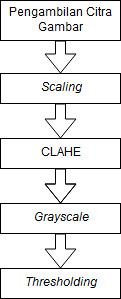 Pengambilan Citra
Gambar
Scaling
CLAHE
Grayscale
Thresholding